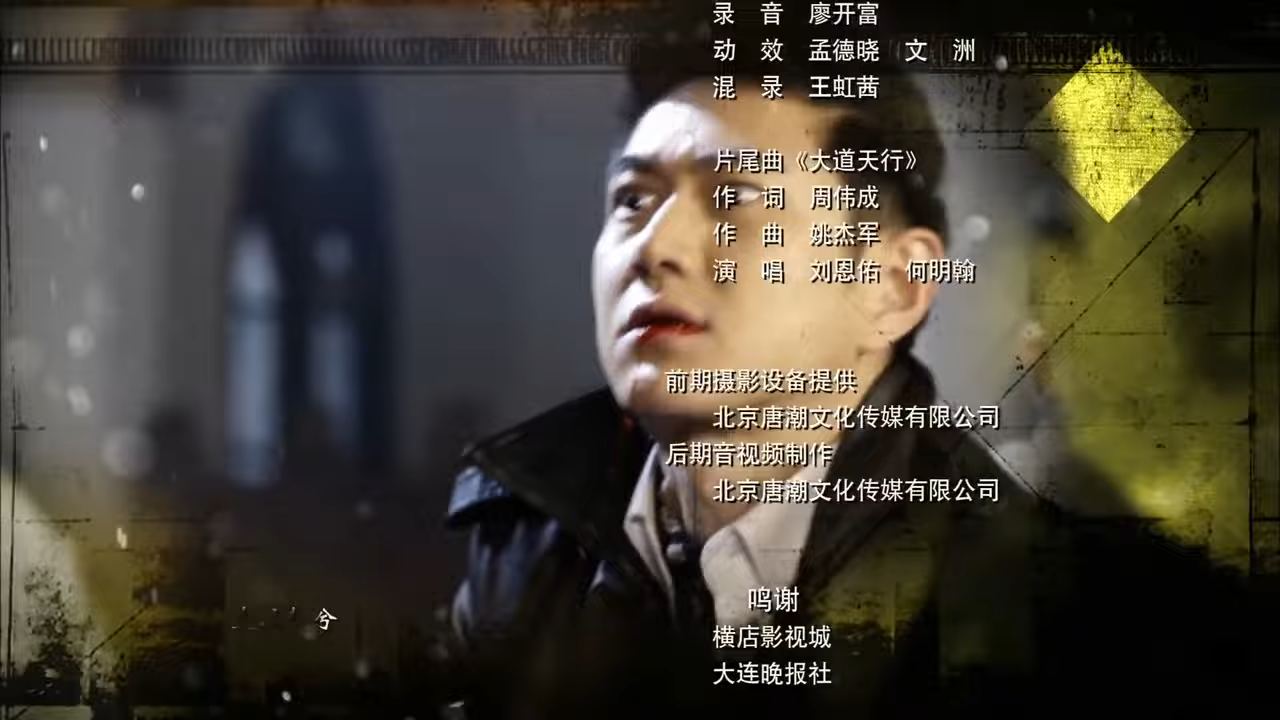 录 音 廖开富
动 效 孟德晓 文 洲
混 录 王虹茜
片尾曲《大道天行》
作 词 周伟成
作 曲 姚杰军
演 唱 刘恩佑 何明翰
前期摄影设备提供
北京唐潮文化传媒有限公司
后期音视频制作
北京唐潮文化传媒有限公司
兮
鸣谢
横店影视城
大连晚报社